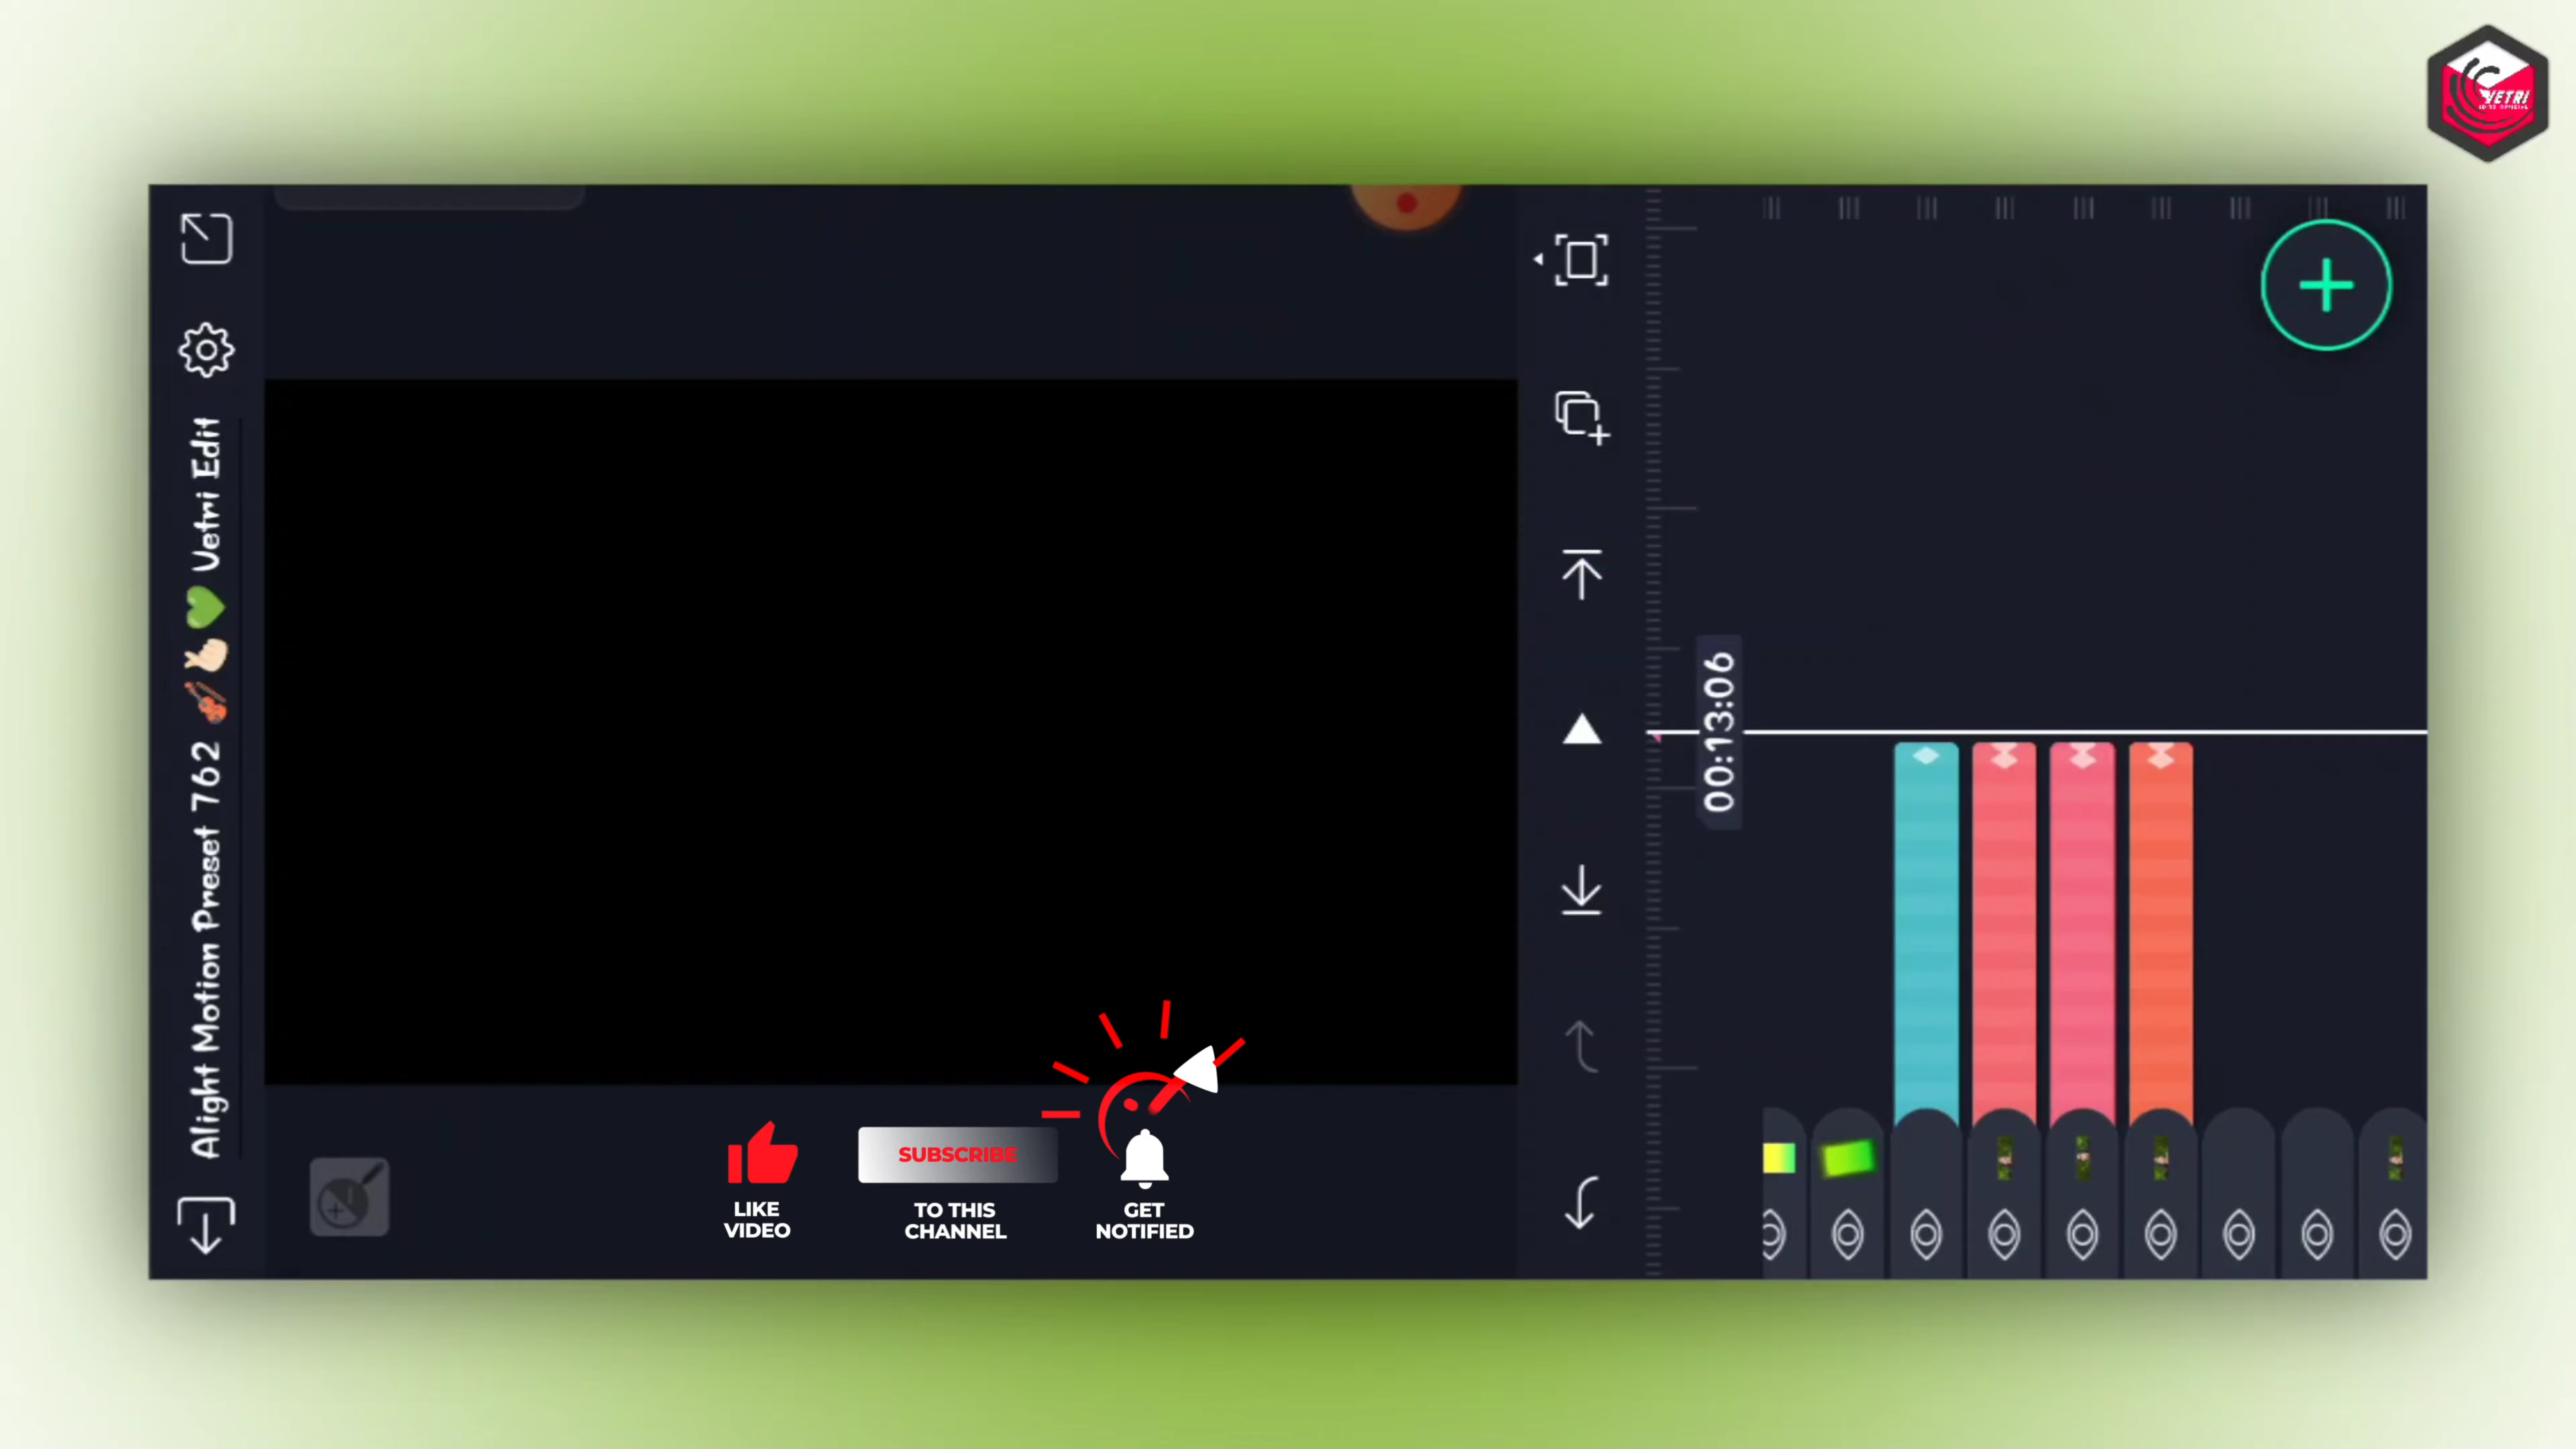 VETRI
Alight Motion Preset 762 🎻🫰🏻💚 Vetri Edit
00:13:06
SUBSCRIBE
LIKE
VIDEO
TO THIS
CHANNEL
GET
NOTIFIED